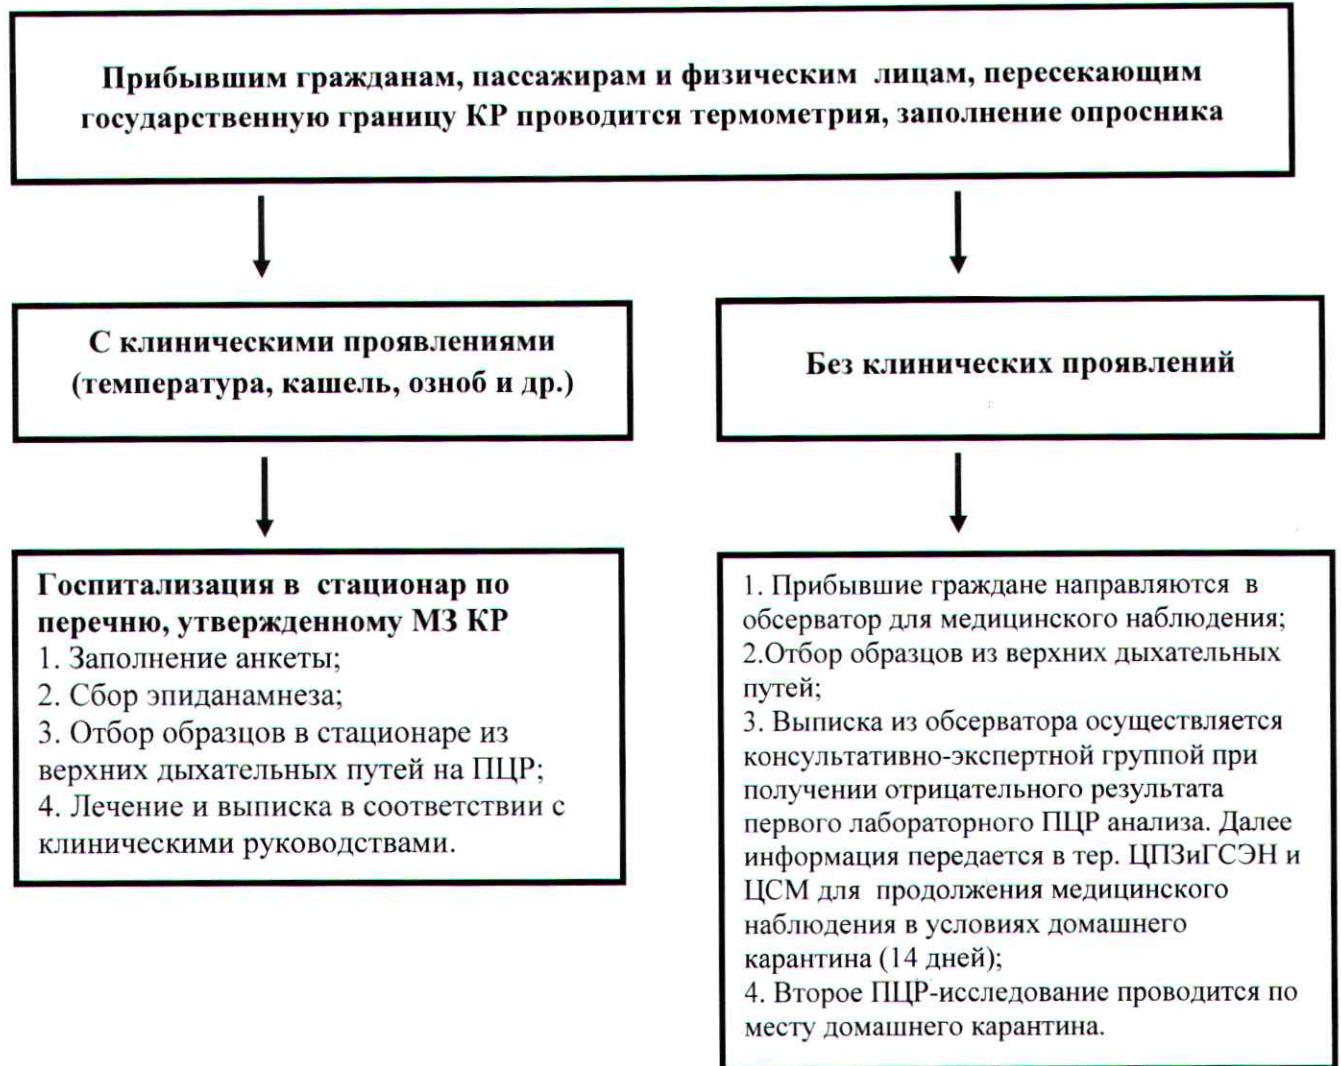 Прибывшим гражданам, пассажирам и физическим лицам, пересекающим
государственную границу КР проводится термометрия, заполнение опросника
С клиническими проявлениями
(температура, кашель, озноб и др.)
Без клинических проявлений
Госпитализация в стационар по
перечню, утвержденному МЗ КР
1. Заполнение анкеты;
2. Сбор эпиданамнеза;
3. Отбор образцов в стационаре из
верхних дыхательных путей на ПЦР;
4. Лечение и выписка в соответствии с
клиническими руководствами.
1. Прибывшие граждане направляются в
обсерватор для медицинского наблюдения;
2.Отбор образцов из верхних дыхательных
путей;
3. Выписка из обсерватора осуществляется
консультативно-экспертной группой при
получении отрицательного результата
первого лабораторного ПЦР анализа. Далее
информация передается в тер. ЦПЗиГСЭН и
ЦСМ для продолжения медицинского
наблюдения в условиях домашнего
карантина (14 дней);
4. Второе ПЦР-исследование проводится по
месту домашнего карантина.